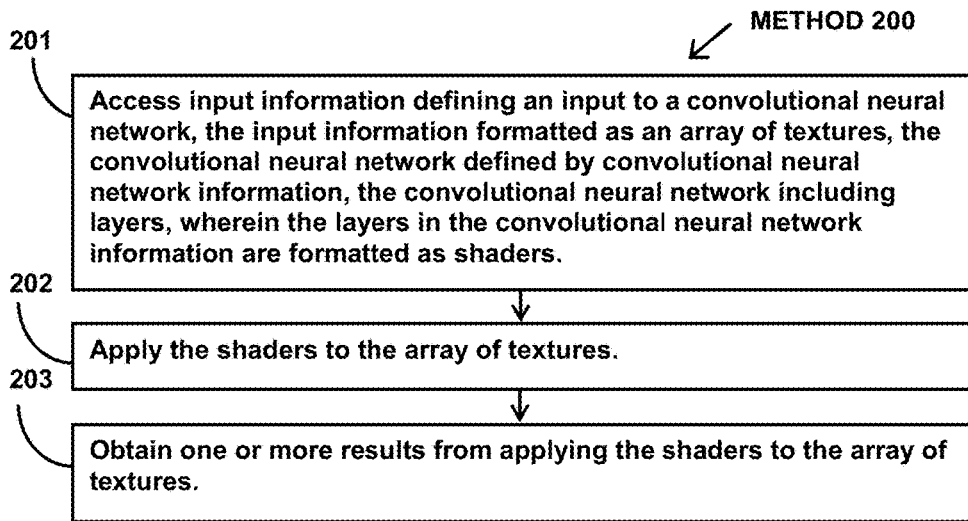 METHOD 200
201
Access input information defining an input to a convolutional neural
network, the input information formatted as an array of textures, the
convolutional neural network defined by convolutional neural
network information, the convolutional neural network including
layers, wherein the layers in the convolutional neural network
information are formatted as shaders.
202
Apply the shaders to the array of textures.
203
Obtain one or more results from applying the shaders to the array of
textures.